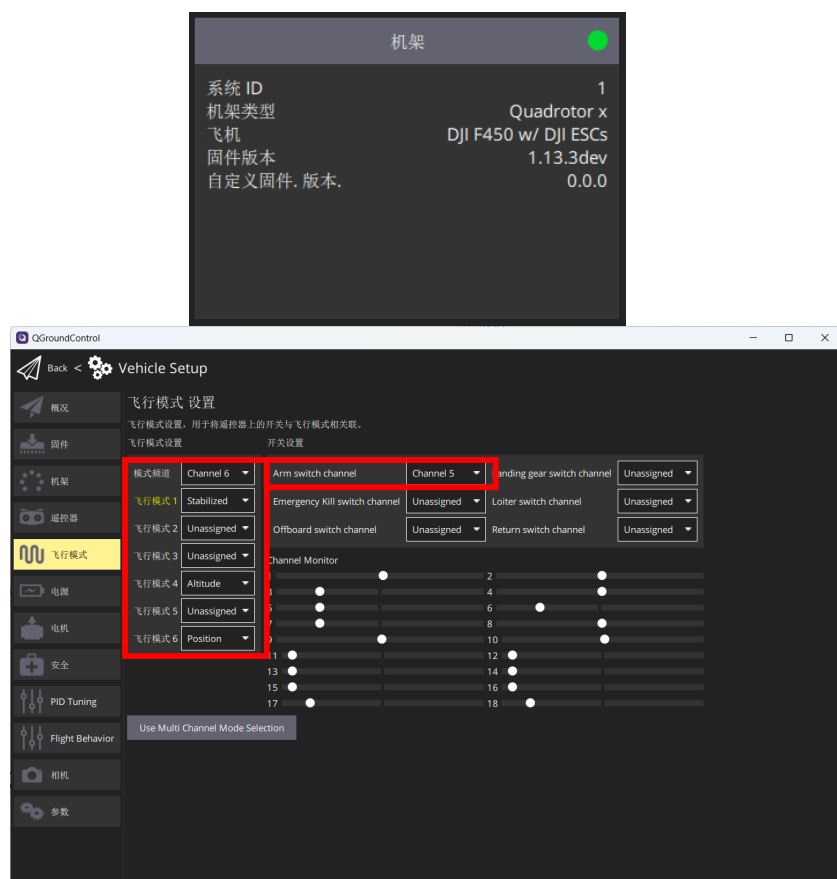 机架
系统 ID 1
机架类型 Quadrotor x
飞机 DJI F450 w/ DJI ESCs
固件版本 1.13.3dev
自定义固件. 版本. 0.0.0
QGroundControl
Back < Vehicle Setup
概况
固件
机架
遥控器
飞行模式
电源
电机
安全
PID Tuning
Flight Behavior
相机
参数
飞行模式 设置
飞行模式设置，用于将遥控器上的开关与飞行模式相关联。
飞行模式设置 开关设置
模式频道 Channel 6
飞行模式 1 Stabilized
飞行模式 2 Unassigned
飞行模式 3 Unassigned
飞行模式 4 Altitude
飞行模式 5 Unassigned
飞行模式 6 Position
Arm switch channel Channel 5 anding gear switch channel Unassigned
Emergency Kill switch channel Unassigned Loiter switch channel Unassigned
Offboard switch channel Unassigned Return switch channel Unassigned
Channel Monitor
2
4
6
8
10
11 12
13 14
15 16
17 18
Use Multi Channel Mode Selection